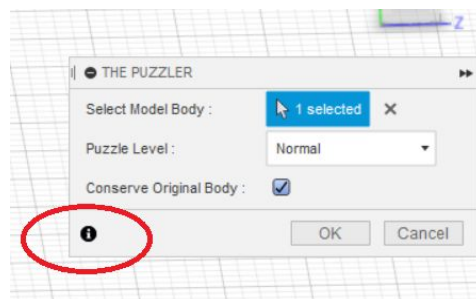 Z
THE PUZZLER
Select Model Body :
1 selected
Puzzle Level :
Normal
Conserve Original Body :
OK
Cancel